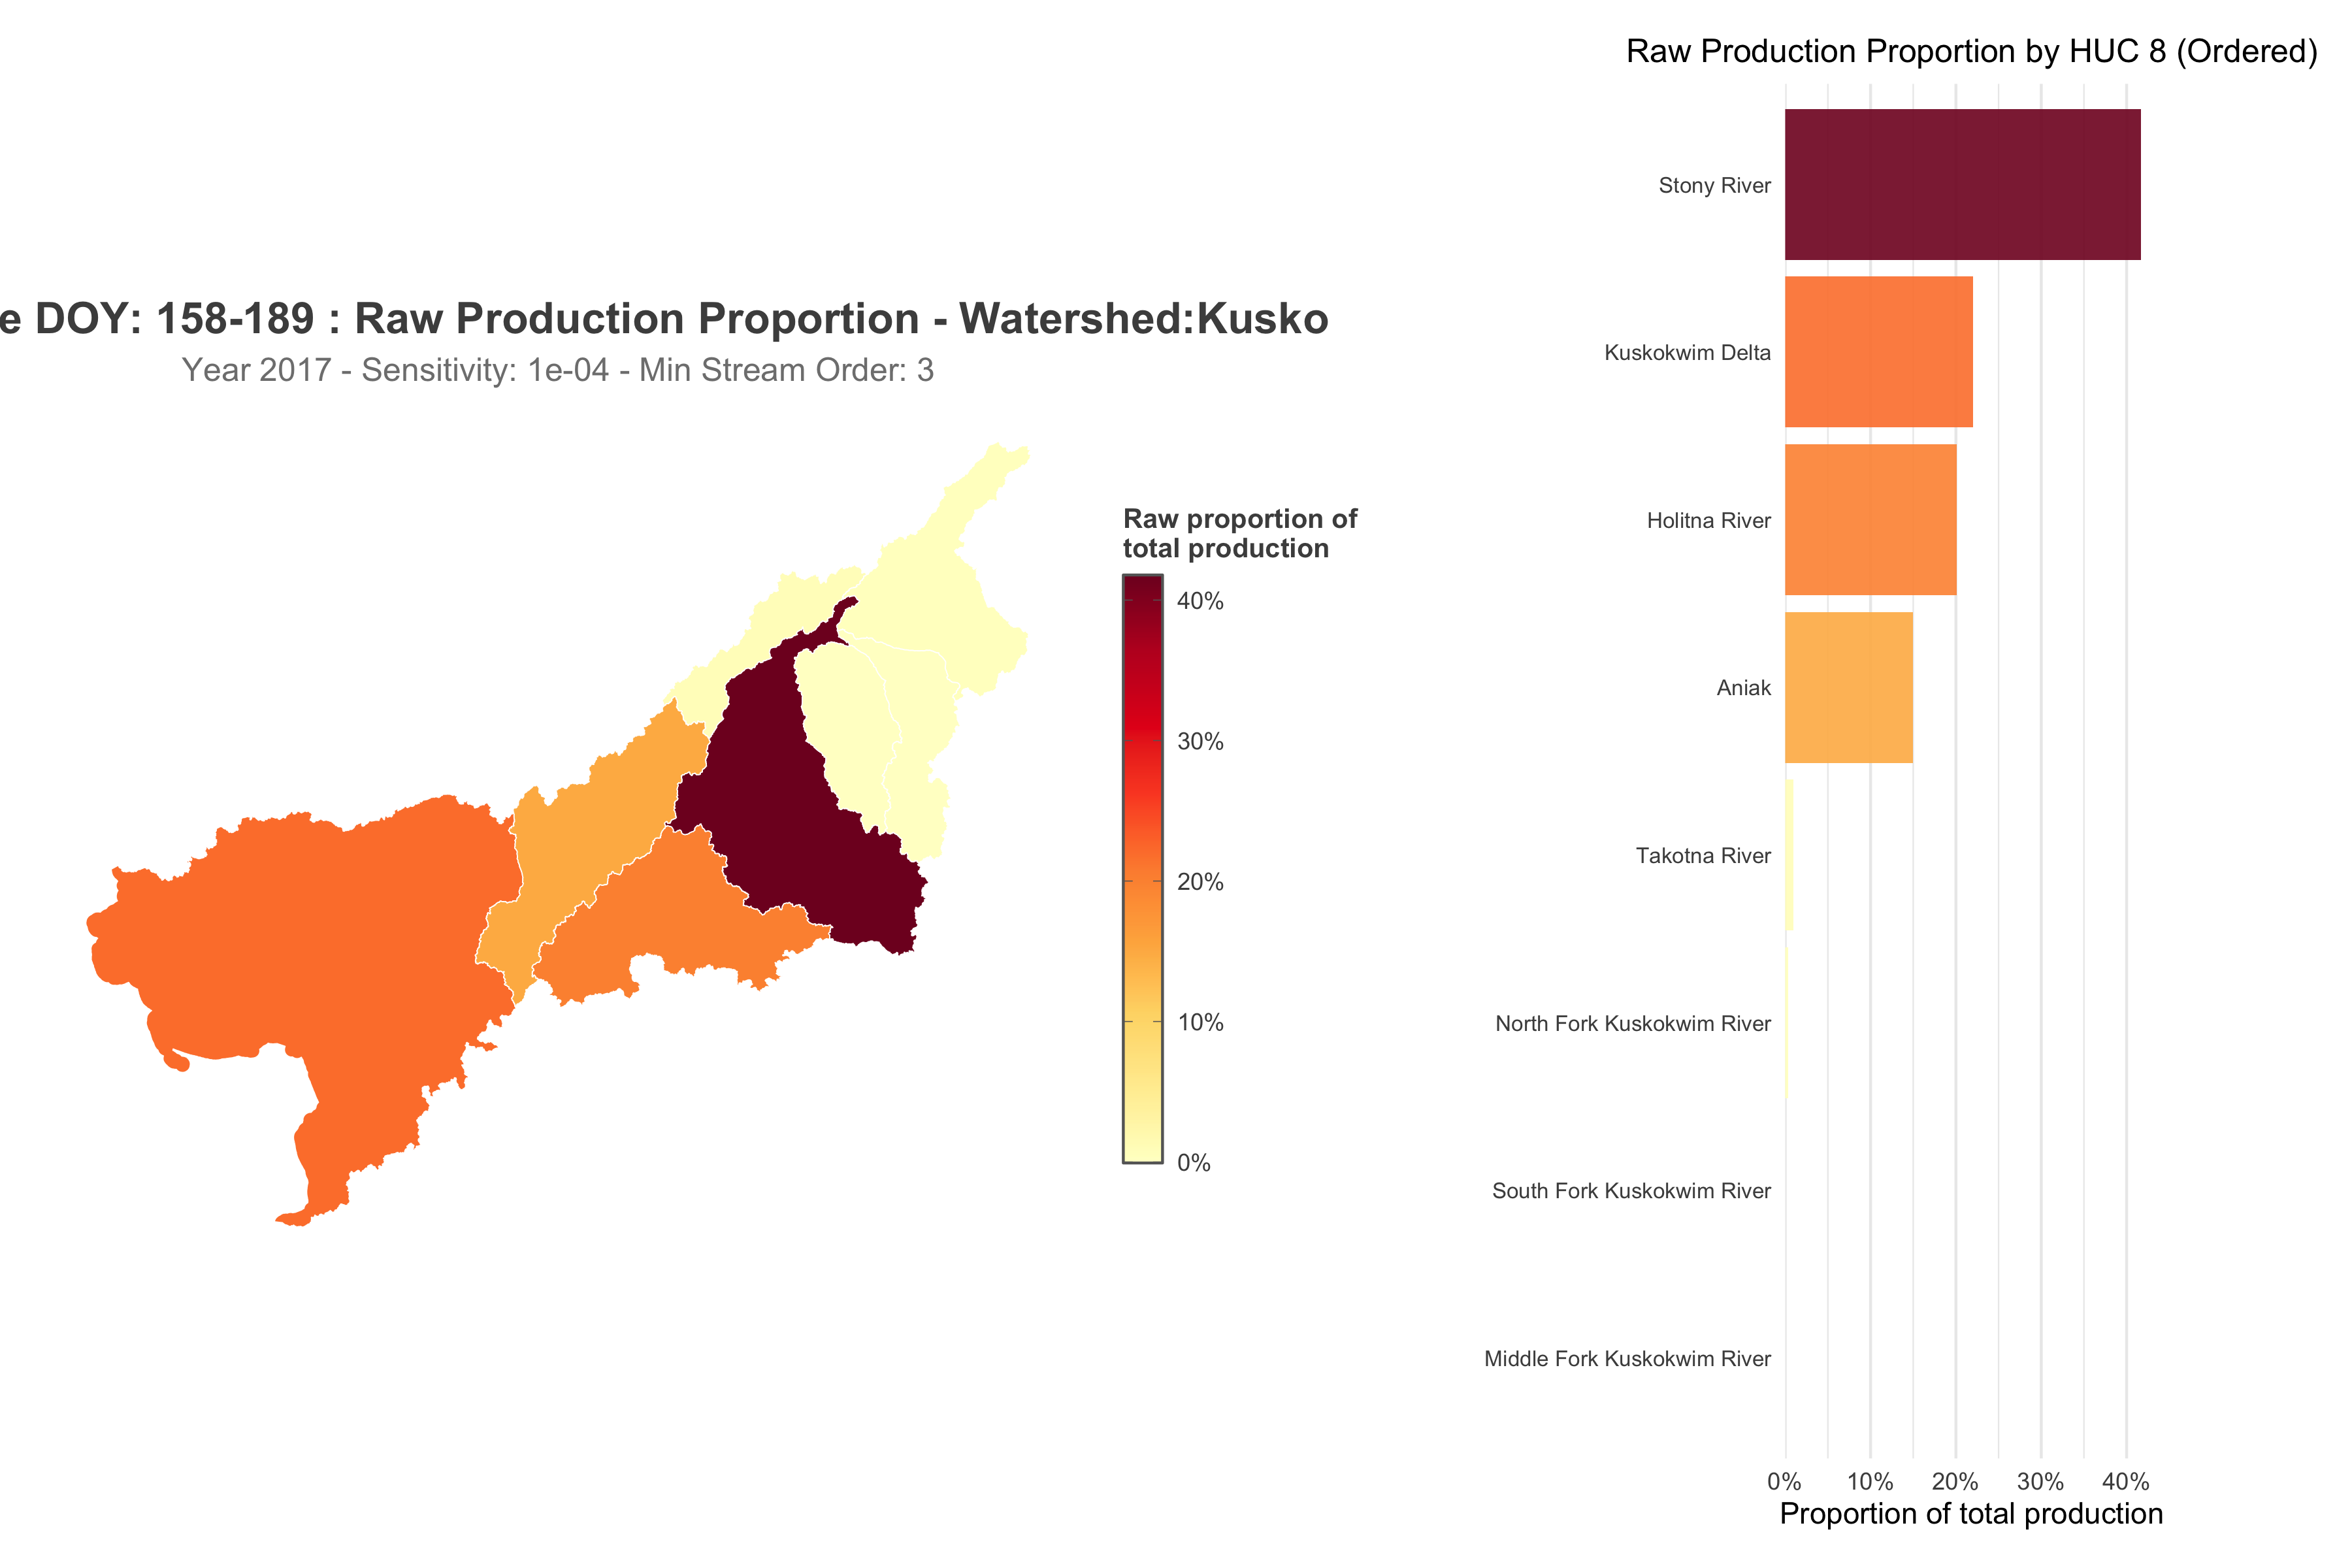 e DOY: 158-189 : Raw Production Proportion - Watershed:Kusko
Year 2017 - Sensitivity: 1e-04 - Min Stream Order: 3
Raw proportion of
total production
40%
30%
20%
10%
0%
Raw Production Proportion by HUC 8 (Ordered)
Stony River
Kuskokwim Delta
Holitna River
Aniak
Takotna River
North Fork Kuskokwim River
South Fork Kuskokwim River
Middle Fork Kuskokwim River
0% 10% 20% 30% 40%
Proportion of total production